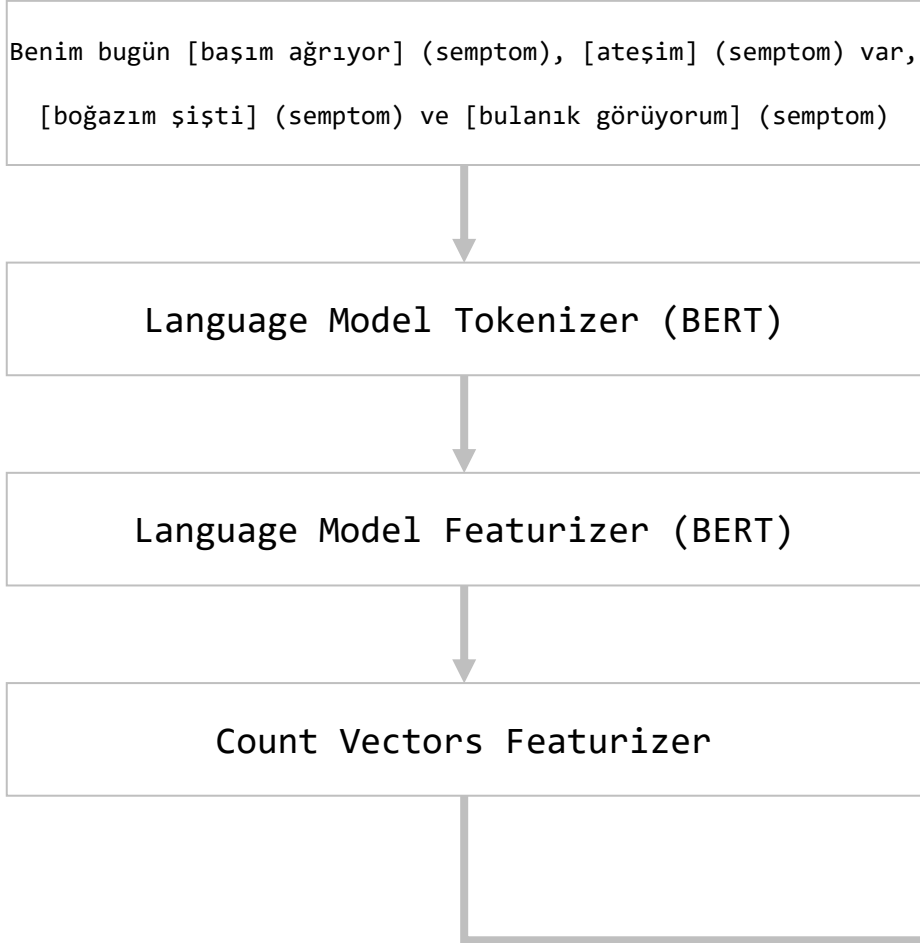 Benim bugün [başım ağrıyor] (semptom), [ateşim] (semptom) var,
[boğazım şişti] (semptom) ve [bulanık görüyorum] (semptom)
Language Model Tokenizer (BERT)
Language Model Featurizer (BERT)
Count Vectors Featurizer